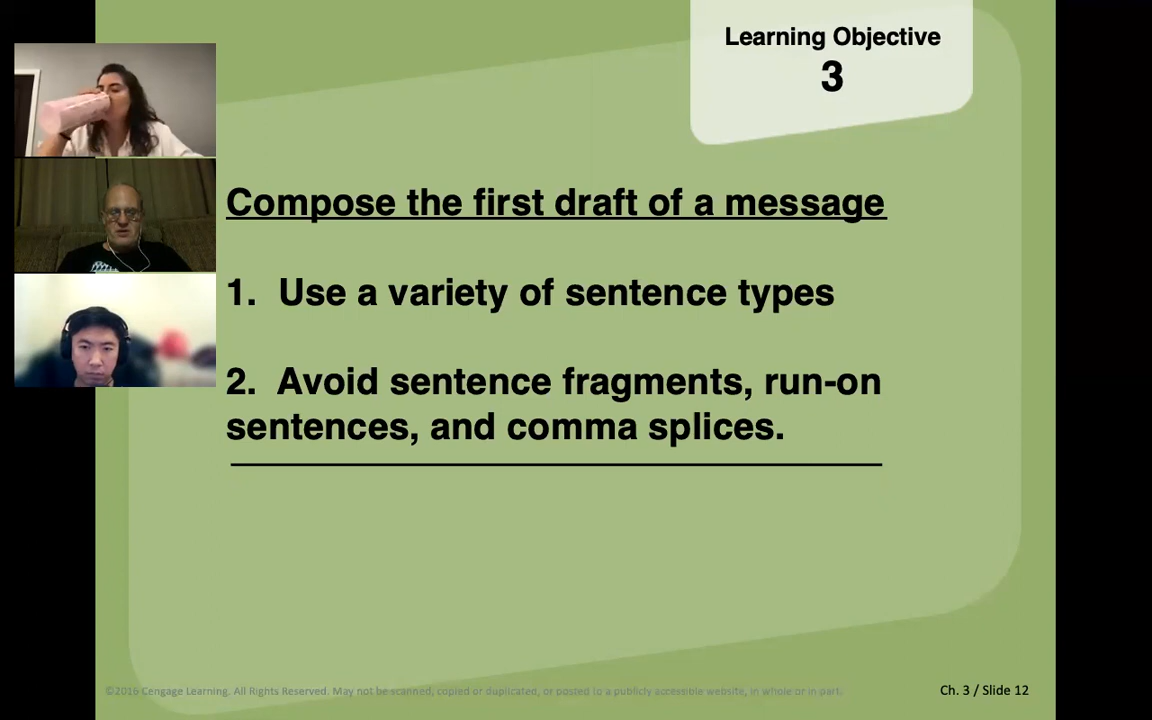 Learning Objective
3
Compose the first draft of a message
1. Use a variety of sentence types
2. Avoid sentence fragments, run-on
sentences, and comma splices.
©2016 Cengage Learning. All Rights Reserved. May not be scanned, copied or duplicated, or posted to a publicly accessible website, in whole or in part.
Ch. 3 / Slide 12